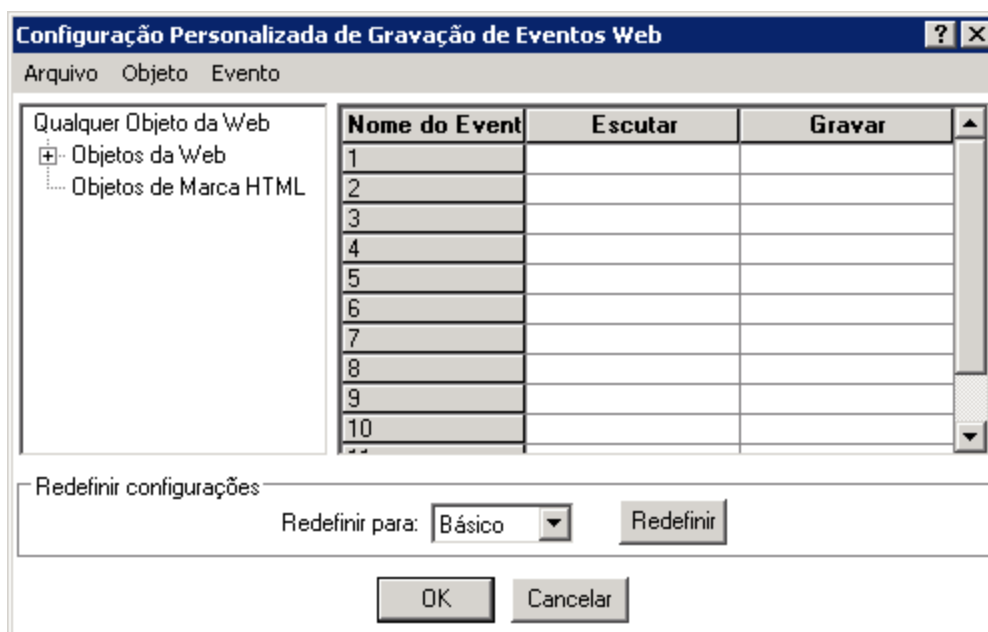 Configuração Personalizada de Gravação de Eventos Web
Arquivo Objeto Evento
Qualquer Objeto da Web
Objetos da Web
Objetos de Marca HTML
Nome do Event Escutar Gravar
1
2
3
4
5
6
7
8
9
10
Redefinir configurações
Redefinir para: Básico Redefinir
OK Cancelar